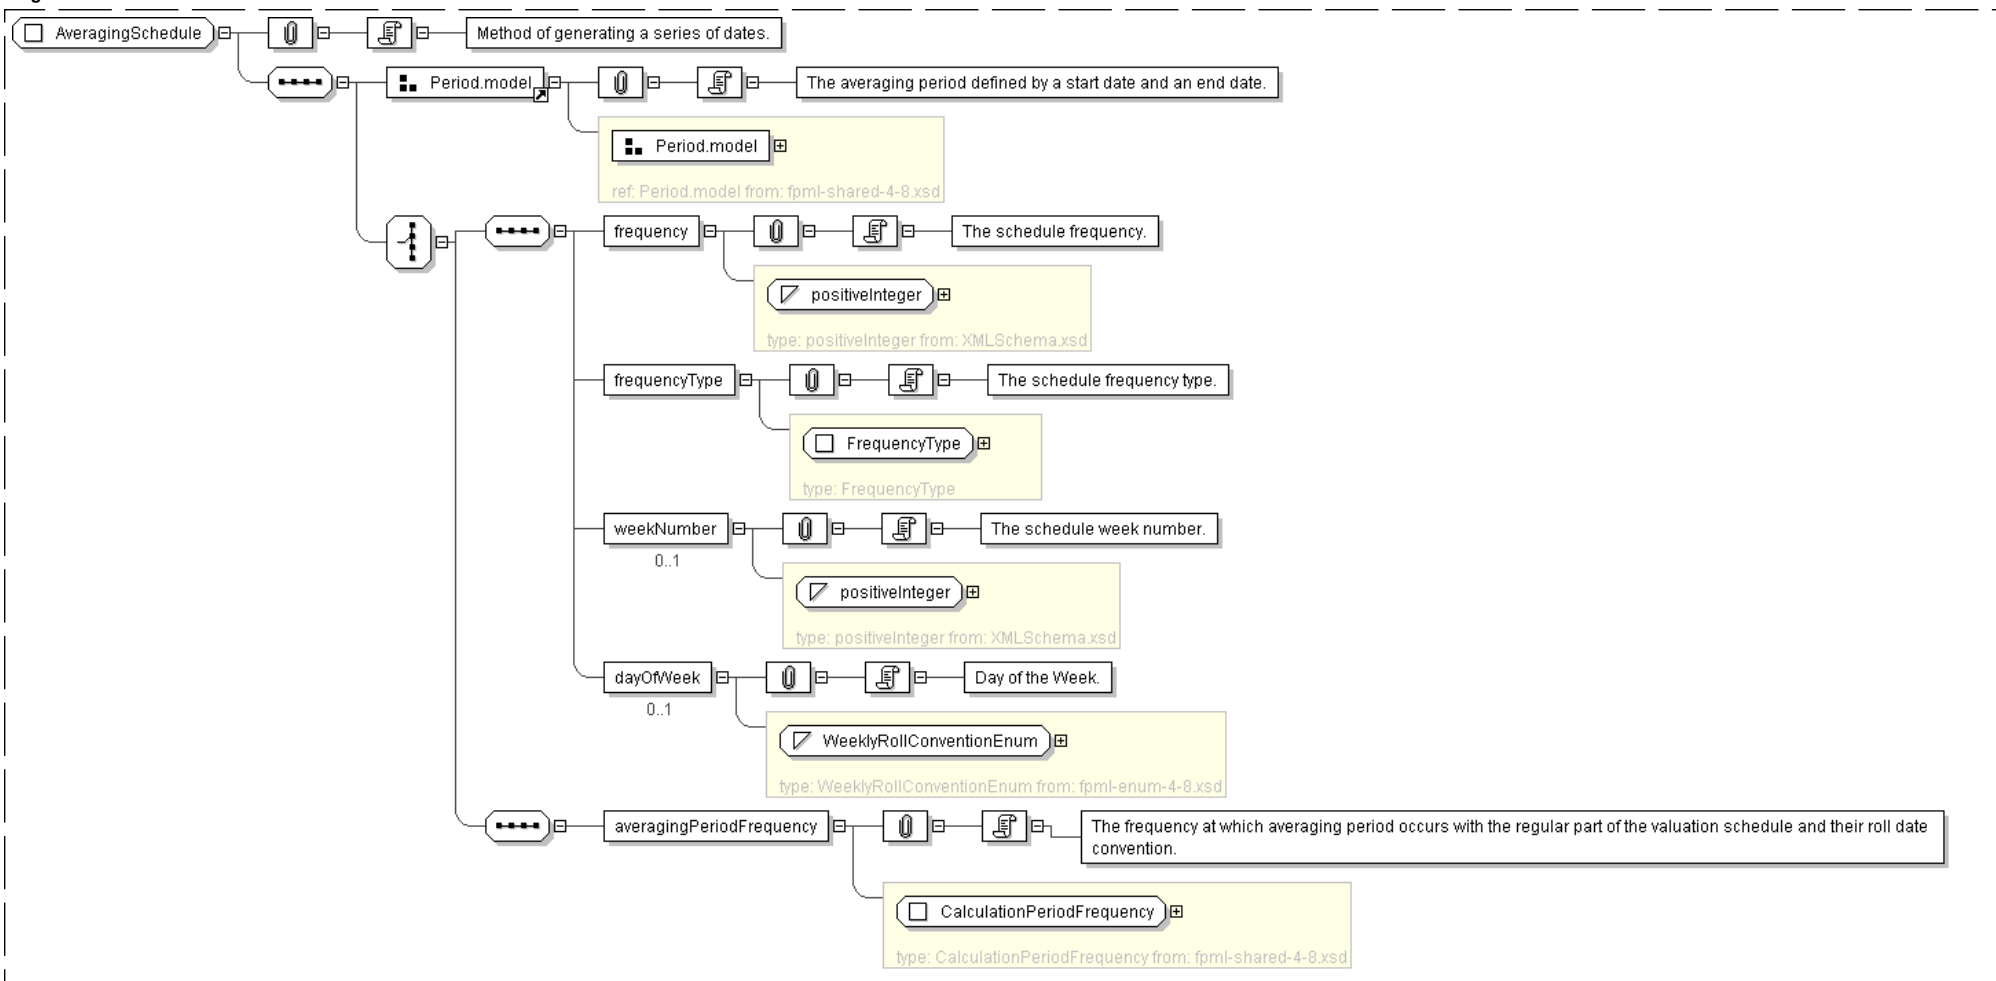 AveragingSchedule
Method of generating a series of dates.
Period.model
The averaging period defined by a start date and an end date.
Period.model
ref: Period.model from: fpml-shared-4-8.xsd
frequency
The schedule frequency.
positiveInteger
type: positiveInteger from: XMLSchema.xsd
frequencyType
The schedule frequency type.
FrequencyType
type: FrequencyType
weekNumber
The schedule week number.
0..1
positiveInteger
type: positiveInteger from: XMLSchema.xsd
dayOfWeek
Day of the Week.
0..1
WeeklyRollConventionEnum
type: WeeklyRollConventionEnum from: fpml-enum-4-8.xsd
averagingPeriodFrequency
The frequency at which averaging period occurs with the regular part of the valuation schedule and their roll date
convention.
CalculationPeriodFrequency
type: CalculationPeriodFrequency from: fpml-shared-4-8.xsd